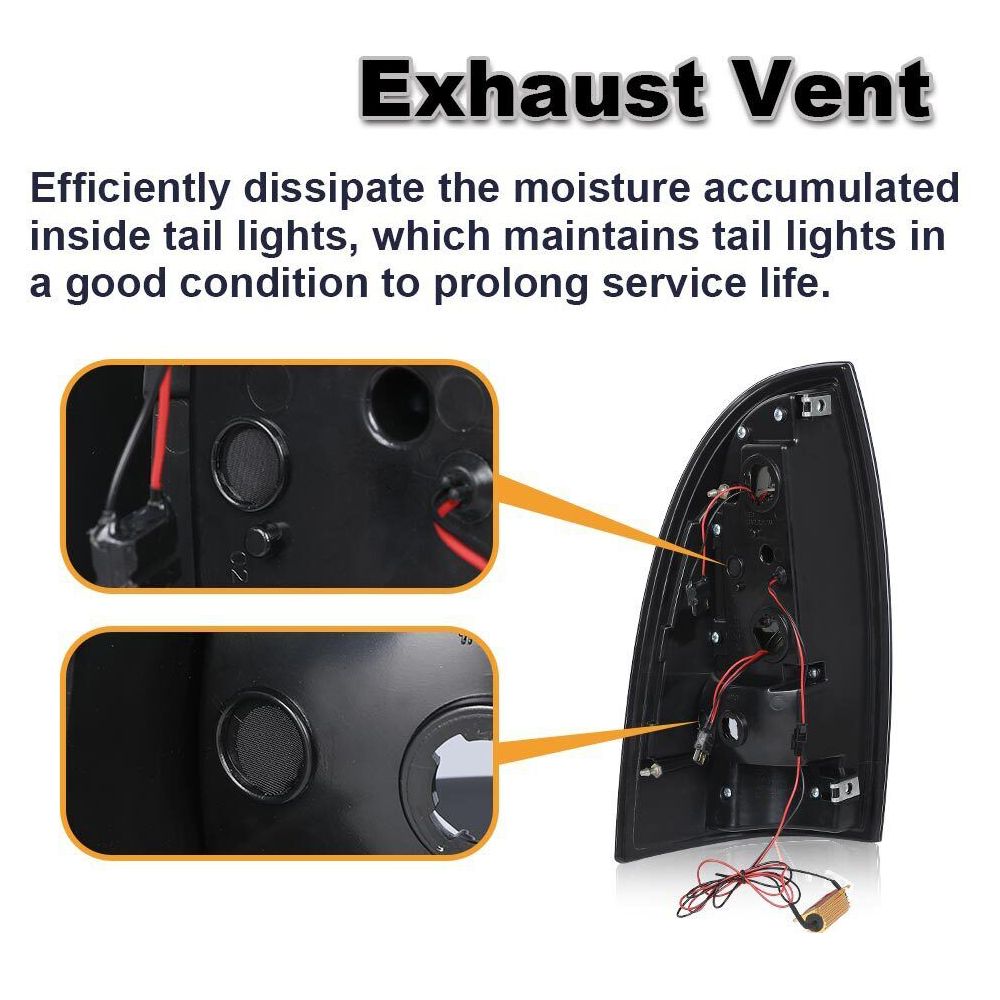 Exhaust Vent
Efficiently dissipate the moisture accumulated
inside tail lights, which maintains tail lights in
a good condition to prolong service life.
C2